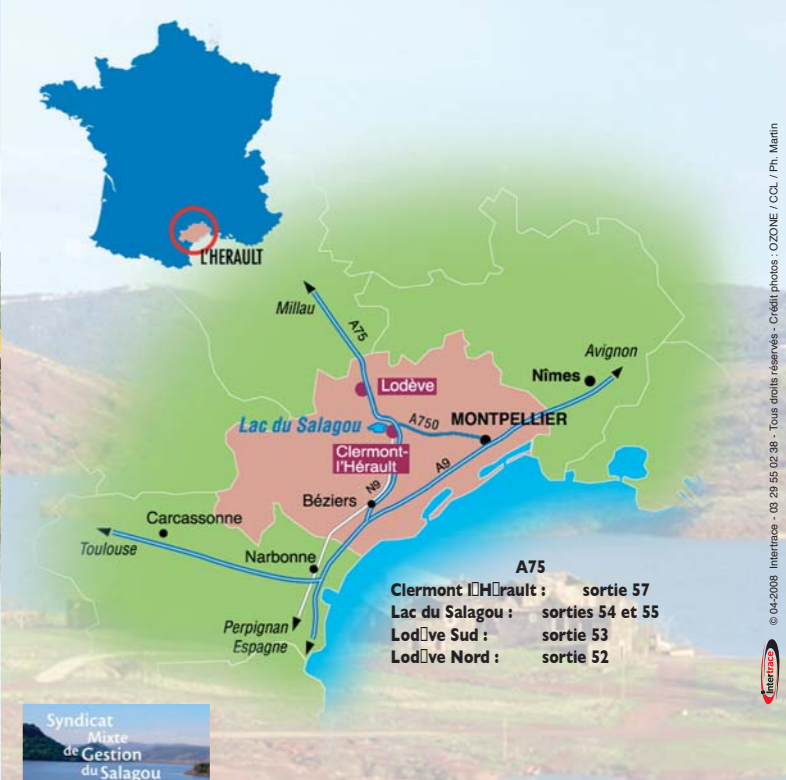 L'HERAULT
Millau
A75
Avignon
Nîmes
Lodève
Lac du Salagou
A750
MONTPELLIER
Clermont-
l'Hérault
A9
N9
Béziers
Carcassonne
Toulouse
Narbonne
Perpignan
Espagne
A75
Clermont l▯H▯rault : sortie 57
Lac du Salagou : sorties 54 et 55
Lod▯ve Sud : sortie 53
Lod▯ve Nord : sortie 52
Syndicat
Mixte
de Gestion
du Salagou
© 04-2008 Intertrace - 03 29 55 02 38 - Tous droits réservés - Crédit photos : OZONE / CCL / Ph. Martin
Intertrace